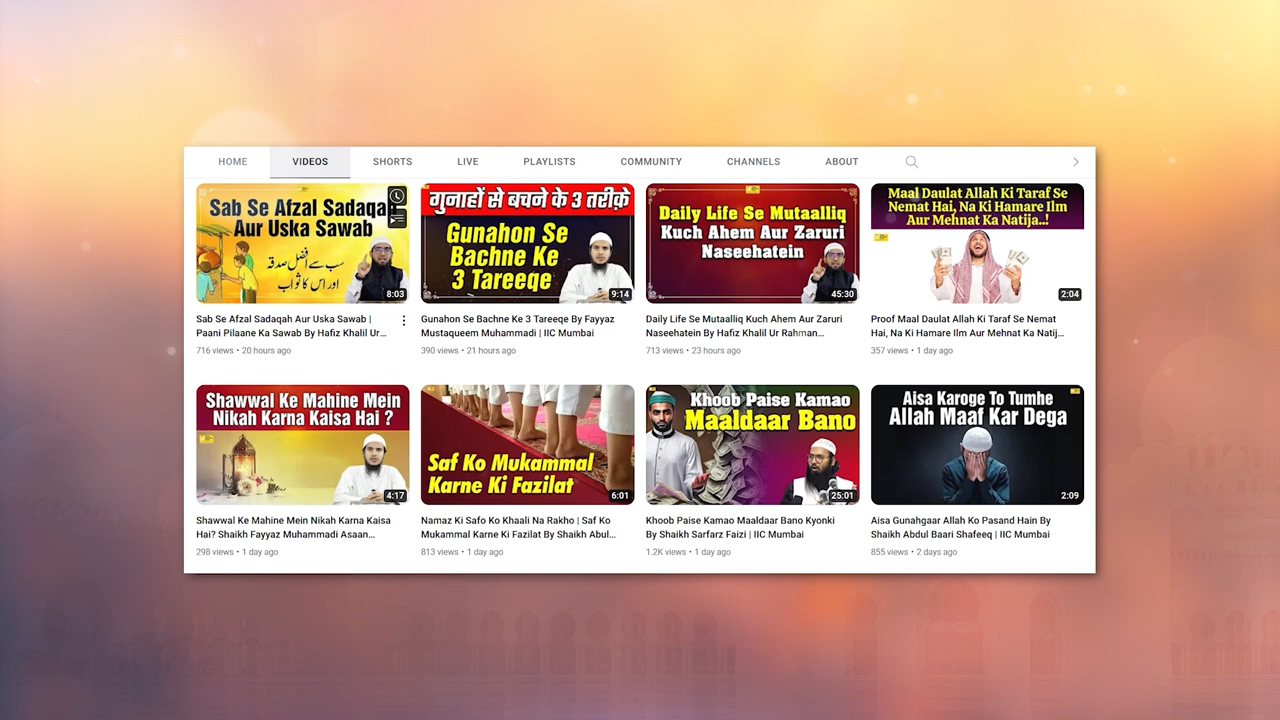 HOME
VIDEOS
SHORTS
LIVE
PLAYLISTS
COMMUNITY
CHANNELS
ABOUT
Sab Se Afzal Sadaqah
Aur Uska Sawab
سب سے افضل صدقہ
اور اس کا ثواب
8:03
Sab Se Afzal Sadaqah Aur Uska Sawab |
Paani Pilaane Ka Sawab By Hafiz Khalil Ur...
716 views • 20 hours ago
गुनाहों से बचने के 3 तरीक़े
Gunahon Se
Bachne Ke
3 Tareeqe
9:14
Gunahon Se Bachne Ke 3 Tareeqe By Fayyaz
Mustaqueem Muhammadi | IIC Mumbai
390 views • 21 hours ago
Daily Life Se Mutaalliq
Kuch Ahem Aur Zaruri
Naseehatein
45:30
Daily Life Se Mutaalliq Kuch Ahem Aur Zaruri
Naseehatein By Hafiz Khalil Ur Rahman...
713 views • 23 hours ago
Maal Daulat Allah Ki Taraf Se
Nemat Hai, Na Ki Hamare Ilm
Aur Mehnat Ka Natija..!
2:04
Proof Maal Daulat Allah Ki Taraf Se Nemat
Hai, Na Ki Hamare Ilm Aur Mehnat Ka Natij...
357 views • 1 day ago
Shawwal Ke Mahine Mein
Nikah Karna Kaisa Hai ?
4:17
Shawwal Ke Mahine Mein Nikah Karna Kaisa
Hai? Shaikh Fayyaz Muhammadi Asaan...
298 views • 1 day ago
Saf Ko Mukammal
Karne Ki Fazilat
6:01
Namaz Ki Safo Ko Khaali Na Rakho | Saf Ko
Mukammal Karne Ki Fazilat By Shaikh Abul...
813 views • 1 day ago
Khoob Paise Kamao
Maaldaar Bano
25:01
Khoob Paise Kamao Maaldaar Bano Kyonki
By Shaikh Sarfarz Faizi | IIC Mumbai
1.2K views • 1 day ago
Aisa Karoge To Tumhe
Allah Maaf Kar Dega
2:09
Aisa Gunahgaar Allah Ko Pasand Hain By
Shaikh Abdul Baari Shafeeq | IIC Mumbai
855 views • 2 days ago